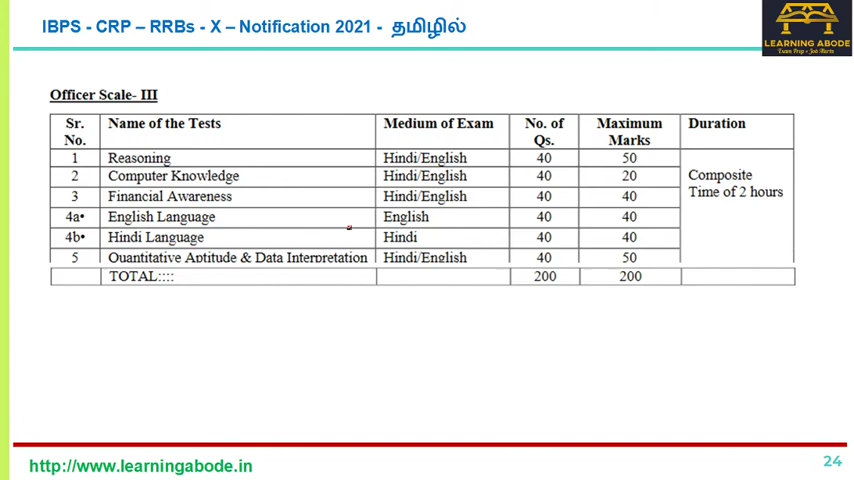 IBPS - CRP – RRBs - X – Notification 2021 - தமிழில்
LEARNING ABODE
Exam Prep • Job Alerts
Officer Scale- III
Sr. No. Name of the Tests Medium of Exam No. of Qs. Maximum Marks Duration
1 Reasoning Hindi/English 40 50 Composite Time of 2 hours
2 Computer Knowledge Hindi/English 40 20
3 Financial Awareness Hindi/English 40 40
4a• English Language English 40 40
4b• Hindi Language Hindi 40 40
5 Quantitative Aptitude & Data Interpretation Hindi/English 40 50
TOTAL:::: 200 200
http://www.learningabode.in
24